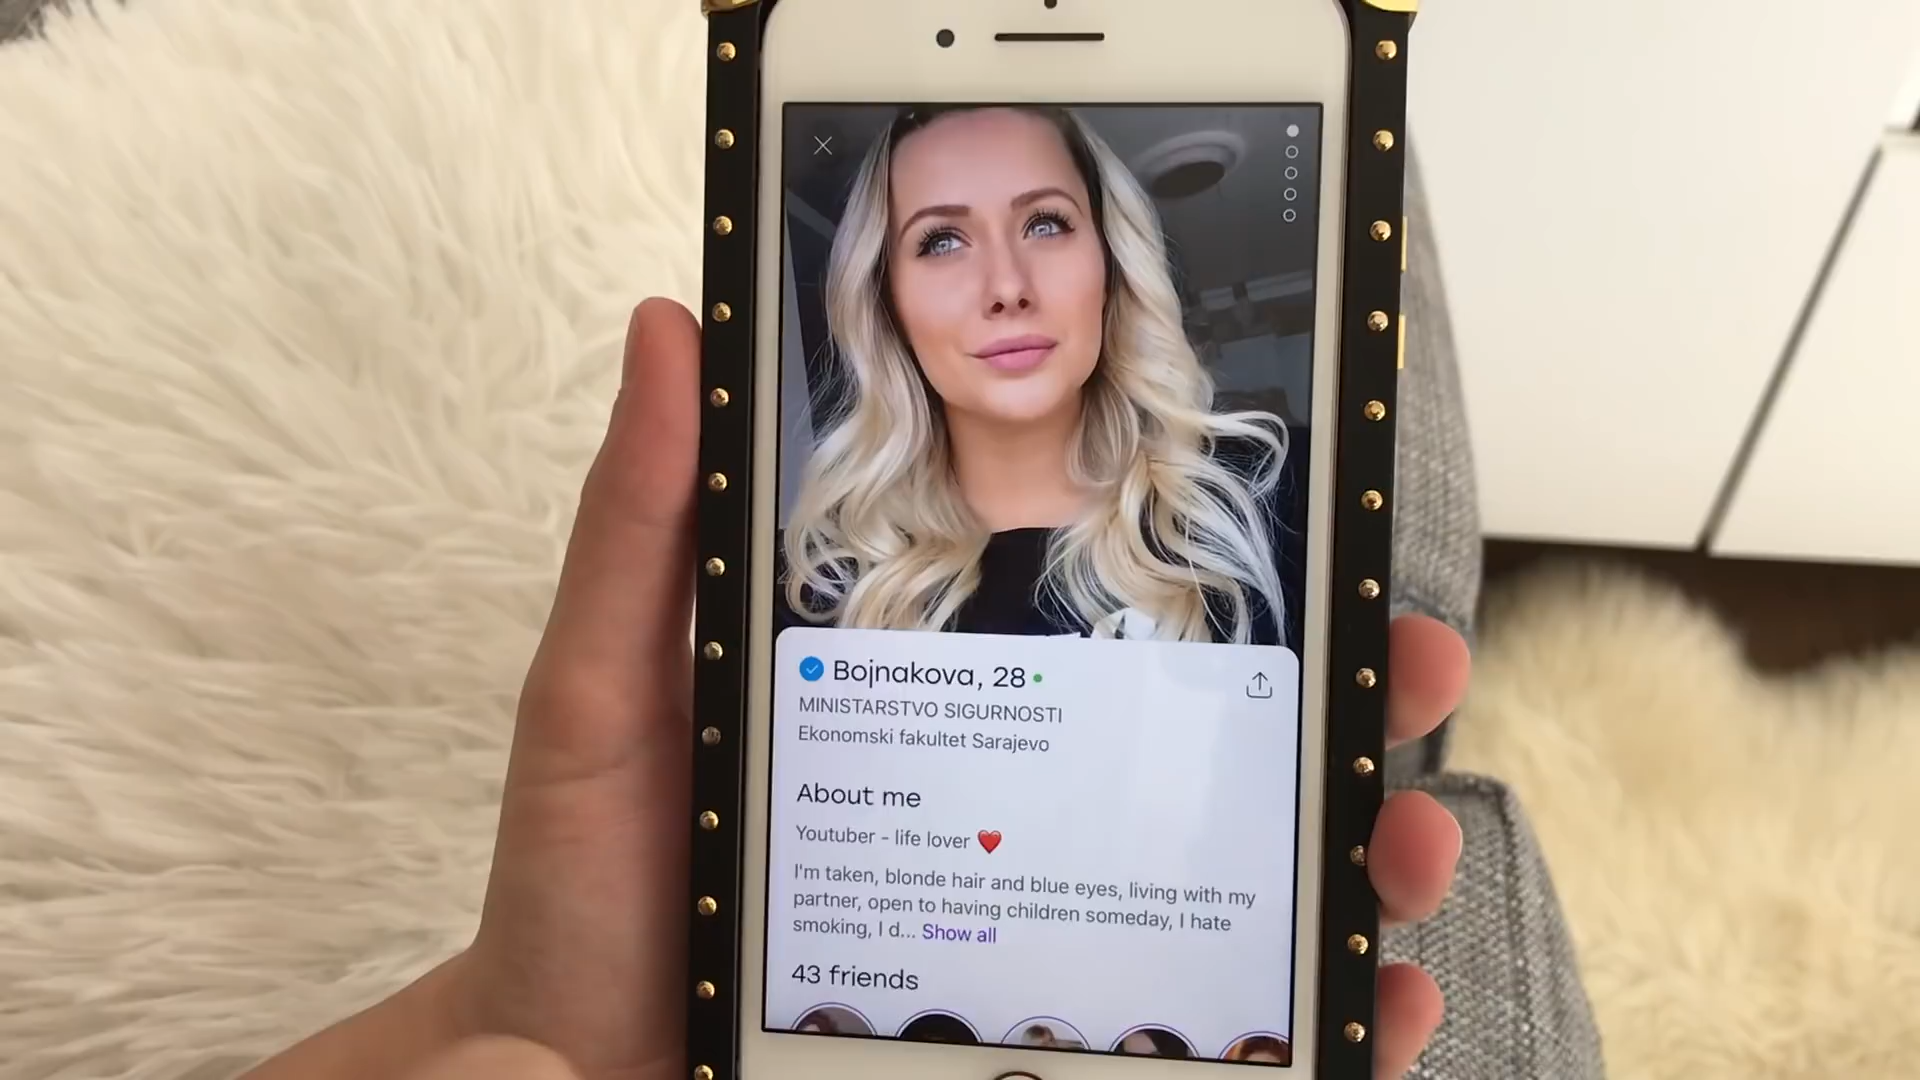 Bojnakova, 28
MINISTARSTVO SIGURNOSTI
Ekonomski fakultet Sarajevo
About me
Youtuber - life lover ❤️
I'm taken, blonde hair and blue eyes, living with my
partner, open to having children someday, I hate
smoking, I d... Show all
43 friends